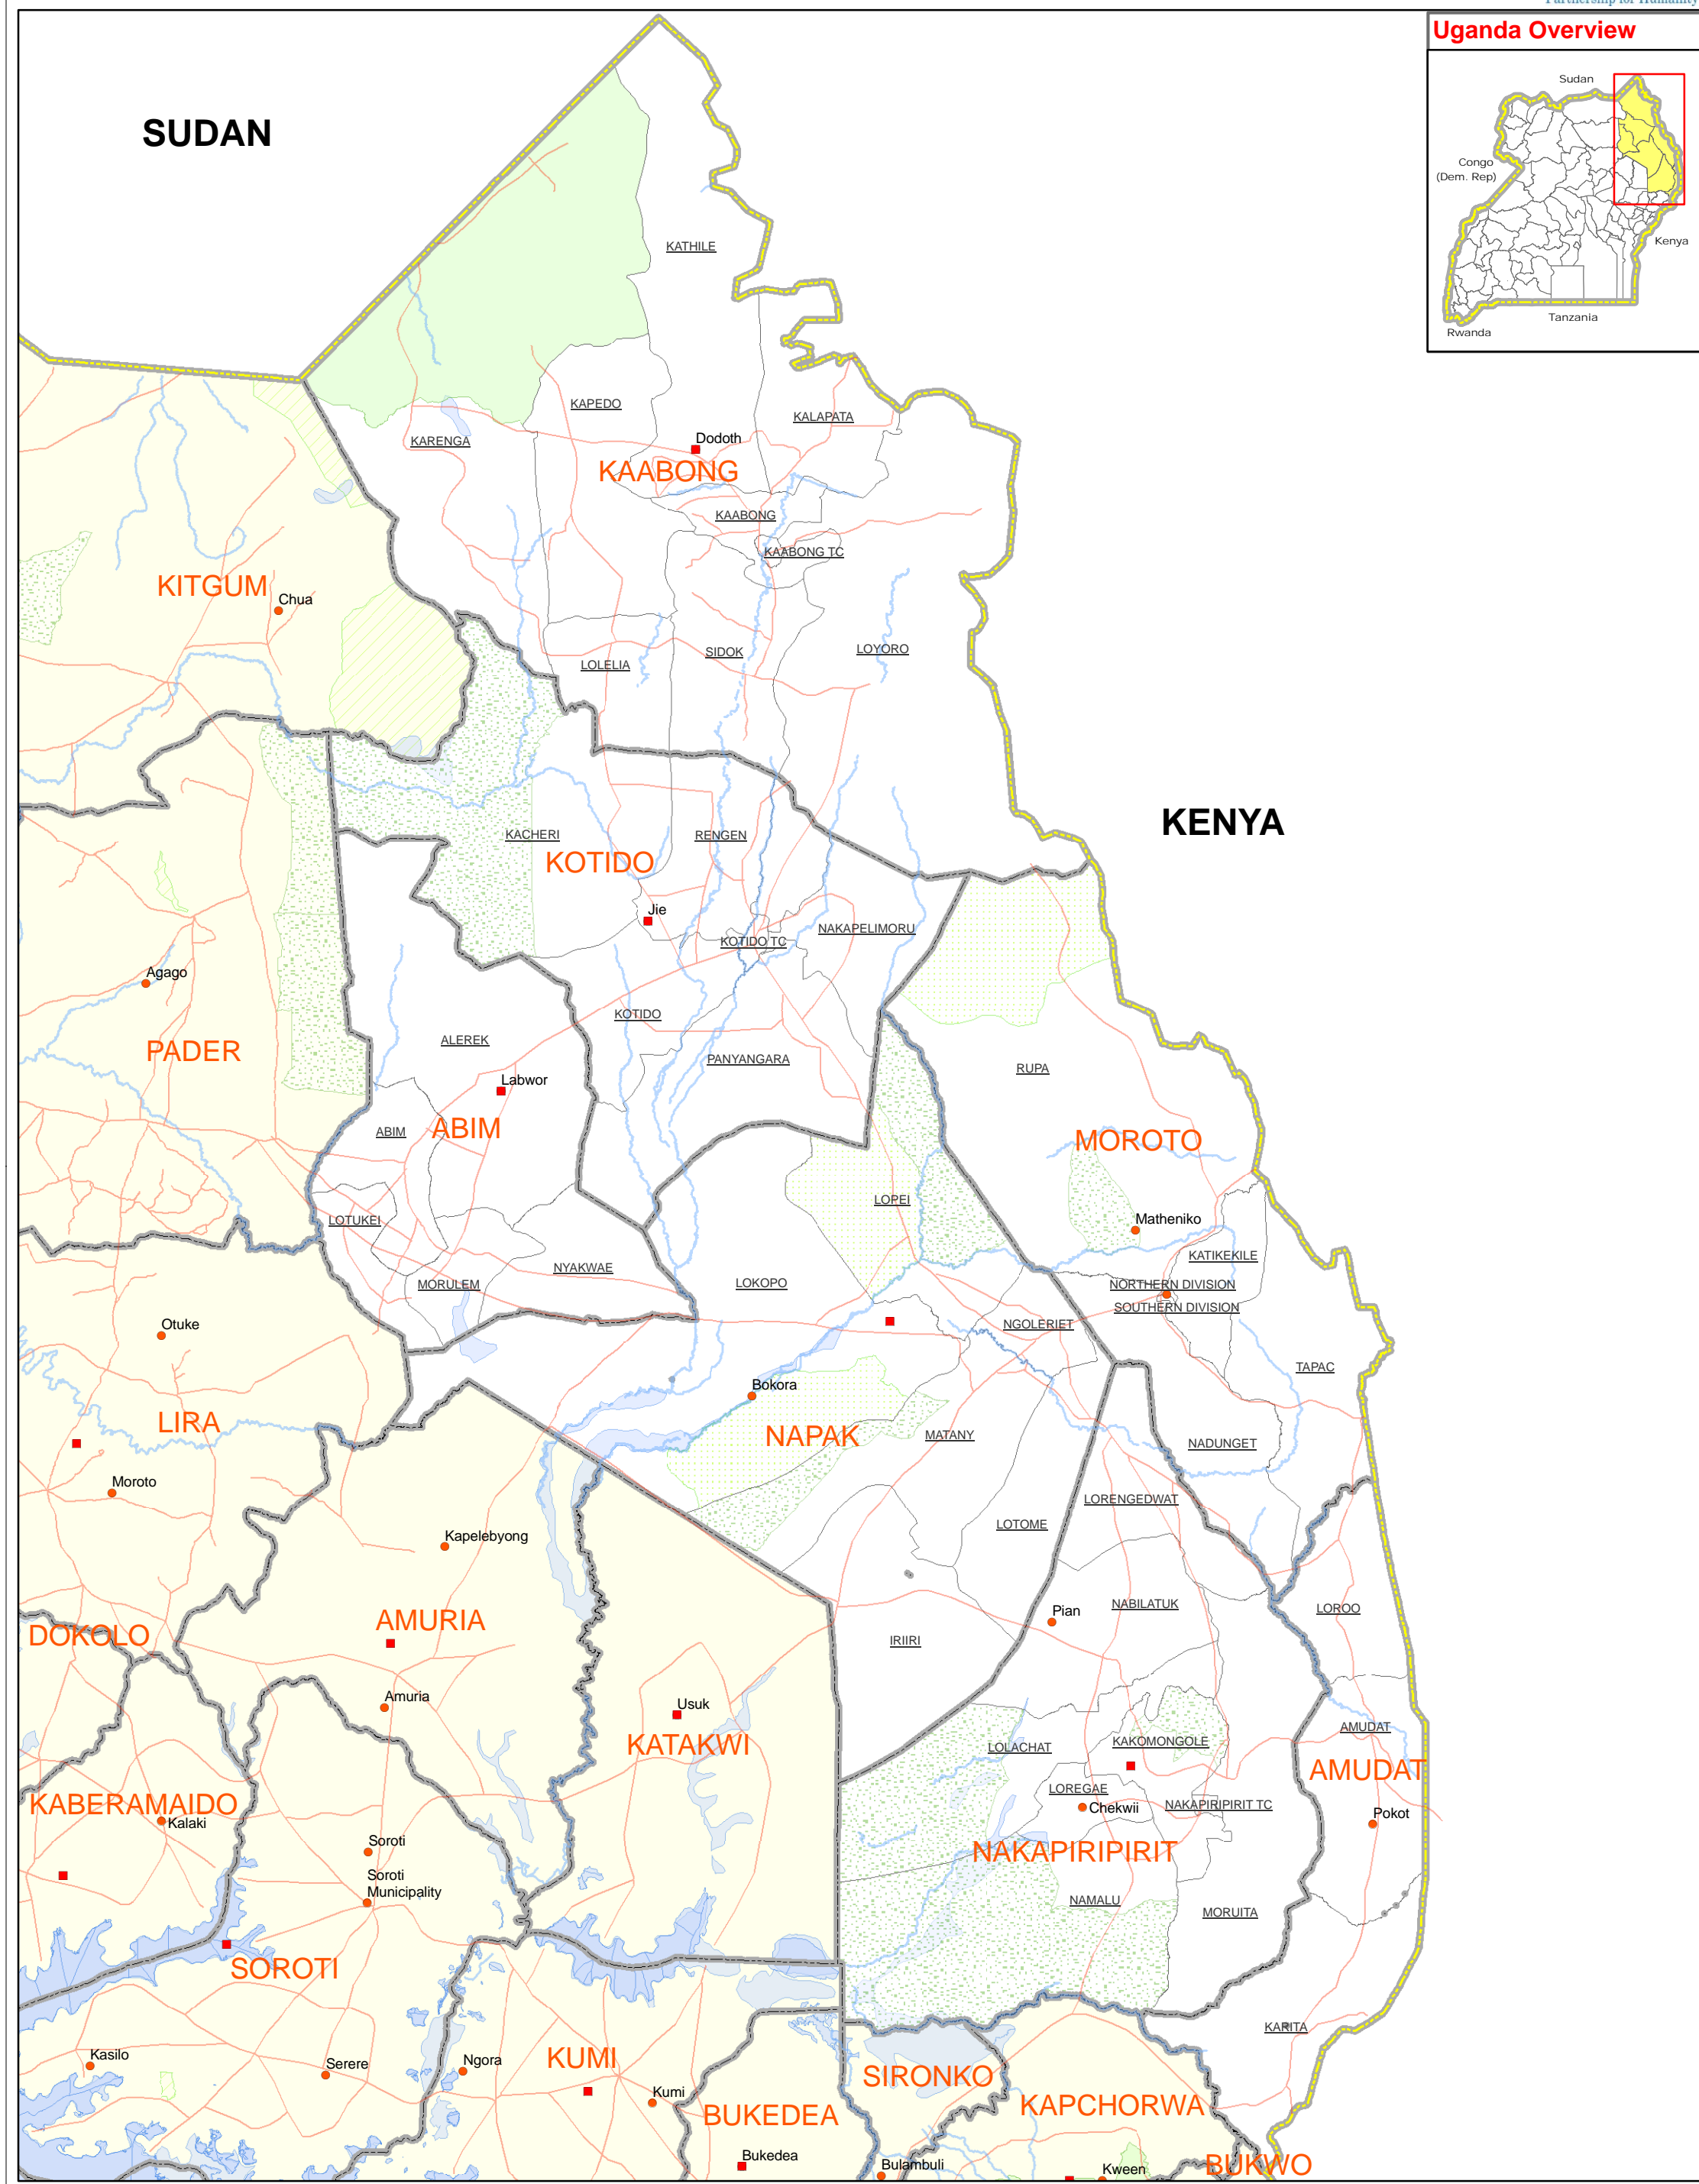 Partnership for Humanity
Uganda Overview
Sudan
Congo
(Dem. Rep)
Kenya
Tanzania
Rwanda
SUDAN
KATHILE
KAPEDO
KALAPATA
KARENGA
Dodoth
KAABONG
KAABONG
KAABONG TC
KITGUM
Chua
SIDOK
LOYORO
LOLELIA
KENYA
KACHERI
RENGEN
KOTIDO
Jie
NAKAPELIMORU
KOTIDO TC
Agago
KOTIDO
ALEREK
PADER
PANYANGARA
RUPA
Labwor
ABIM
ABIM
MOROTO
LOPEI
LOTUKEI
Matheniko
KATIKEKILE
NYAKWAE
MORULEM
LOKOPO
NORTHERN DIVISION
SOUTHERN DIVISION
Otuke
NGOLERIET
TAPAC
Bokora
LIRA
NAPAK
MATANY
NADUNGET
Moroto
LORENGEDWAT
LOTOME
Kapelebyong
NABILATUK
LOROO
Pian
AMURIA
DOKOLO
IRIIRI
Amuria
Usuk
AMUDAT
KATAKWI
LOLACHAT
KAKOMONGOLE
AMUDAT
LOREGAE
KABERAMAIDO
Kalaki
Chekwii
NAKAPIRIPIRIT TC
Pokot
Soroti
NAKAPIRIPIRIT
Soroti
Municipality
NAMALU
MORUITA
SOROTI
KARITA
Kasilo
Serere
Ngora
KUMI
SIRONKO
Kumi
BUKEDEA
KAPCHORWA
Bukedea
Bulambuli
Kween
BUKWO